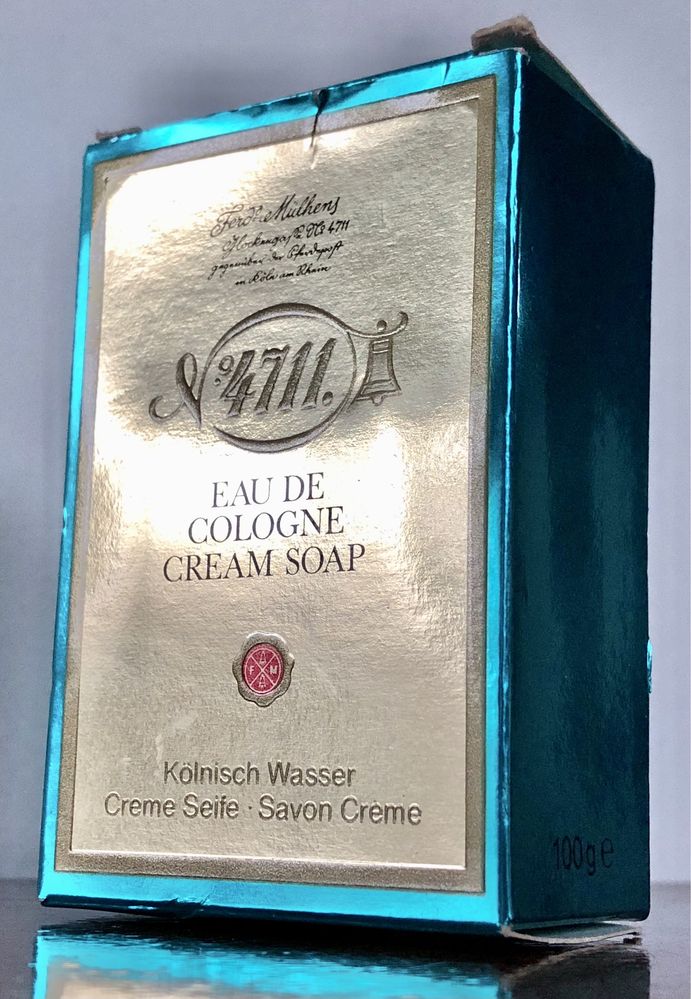 Ferd. Mülhens
Glockengasse No 4711
gegenüber der Pferdepost
in Köln am Rhein
No. 4711.
EAU DE
COLOGNE
CREAM SOAP
F M
Kölnisch Wasser
Creme Seife · Savon Crème
100g e